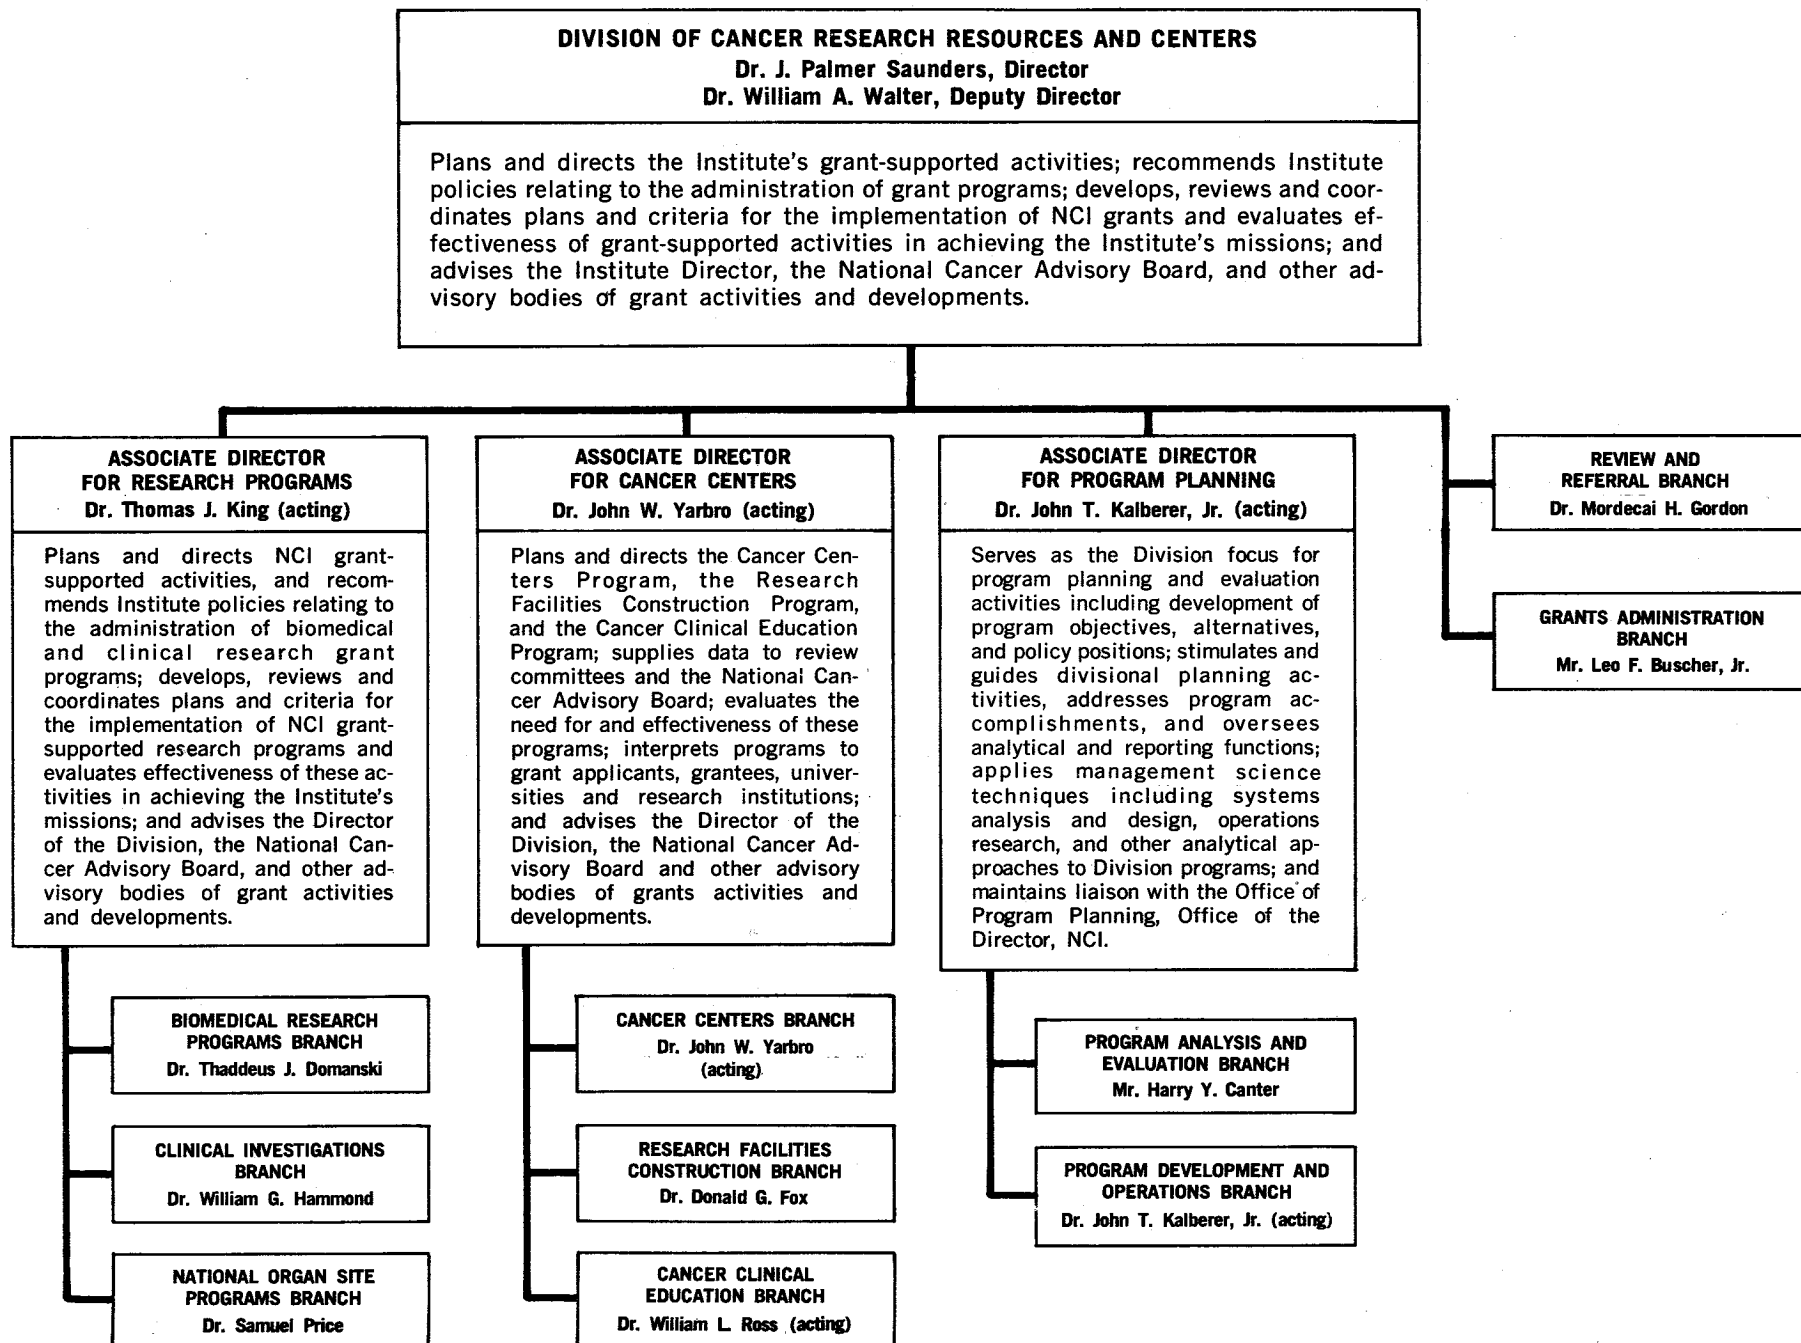 DIVISION OF CANCER RESEARCH RESOURCES AND CENTERS
Dr. J. Palmer Saunders, Director
Dr. William A. Walter, Deputy Director
Plans and directs the Institute's grant-supported activities; recommends Institute
policies relating to the administration of grant programs; develops, reviews and coor-
dinates plans and criteria for the implementation of NCI grants and evaluates ef-
fectiveness of grant-supported activities in achieving the Institute's missions; and
advises the Institute Director, the National Cancer Advisory Board, and other ad-
visory bodies of grant activities and developments.
ASSOCIATE DIRECTOR
FOR RESEARCH PROGRAMS
Dr. Thomas J. King (acting)
Plans and directs NCI grant-
supported activities, and recom-
mends Institute policies relating to
the administration of biomedical
and clinical research grant
programs; develops, reviews and
coordinates plans and criteria for
the implementation of NCI grant-
supported research programs and
evaluates effectiveness of these ac-
tivities in achieving the Institute's
missions; and advises the Director
of the Division, the National Can-
cer Advisory Board, and other ad-
visory bodies of grant activities
and developments.
BIOMEDICAL RESEARCH
PROGRAMS BRANCH
Dr. Thaddeus J. Domanski
CLINICAL INVESTIGATIONS
BRANCH
Dr. William G. Hammond
NATIONAL ORGAN SITE
PROGRAMS BRANCH
Dr. Samuel Price
ASSOCIATE DIRECTOR
FOR CANCER CENTERS
Dr. John W. Yarbro (acting)
Plans and directs the Cancer Cen-
ters Program, the Research
Facilities Construction Program,
and the Cancer Clinical Education
Program; supplies data to review
committees and the National Can-
cer Advisory Board; evaluates the
need for and effectiveness of these
programs; interprets programs to
grant applicants, grantees, univer-
sities and research institutions;
and advises the Director of the
Division, the National Cancer Ad-
visory Board and other advisory
bodies of grants activities and
developments.
CANCER CENTERS BRANCH
Dr. John W. Yarbro
(acting)
RESEARCH FACILITIES
CONSTRUCTION BRANCH
Dr. Donald G. Fox
CANCER CLINICAL
EDUCATION BRANCH
Dr. William L. Ross (acting)
ASSOCIATE DIRECTOR
FOR PROGRAM PLANNING
Dr. John T. Kalberer, Jr. (acting)
Serves as the Division focus for
program planning and evaluation
activities including development of
program objectives, alternatives,
and policy positions; stimulates and
guides divisional planning ac-
tivities, addresses program ac-
complishments, and oversees
analytical and reporting functions;
applies management science
techniques including systems
analysis and design, operations
research, and other analytical ap-
proaches to Division programs; and
maintains liaison with the Office of
Program Planning, Office of the
Director, NCI.
PROGRAM ANALYSIS AND
EVALUATION BRANCH
Mr. Harry Y. Canter
PROGRAM DEVELOPMENT AND
OPERATIONS BRANCH
Dr. John T. Kalberer, Jr. (acting)
REVIEW AND
REFERRAL BRANCH
Dr. Mordecai H. Gordon
GRANTS ADMINISTRATION
BRANCH
Mr. Leo F. Buscher, Jr.